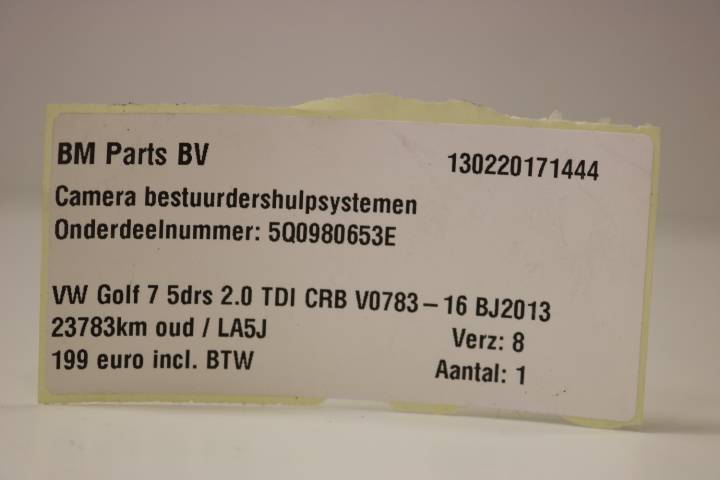 BM Parts BV 130220171444
Camera bestuurdershulpsystemen
Onderdeelnummer: 5Q0980653E
VW Golf 7 5drs 2.0 TDI CRB V0783-16 BJ2013
23783km oud / LA5J Verz: 8
199 euro incl. BTW Aantal: 1